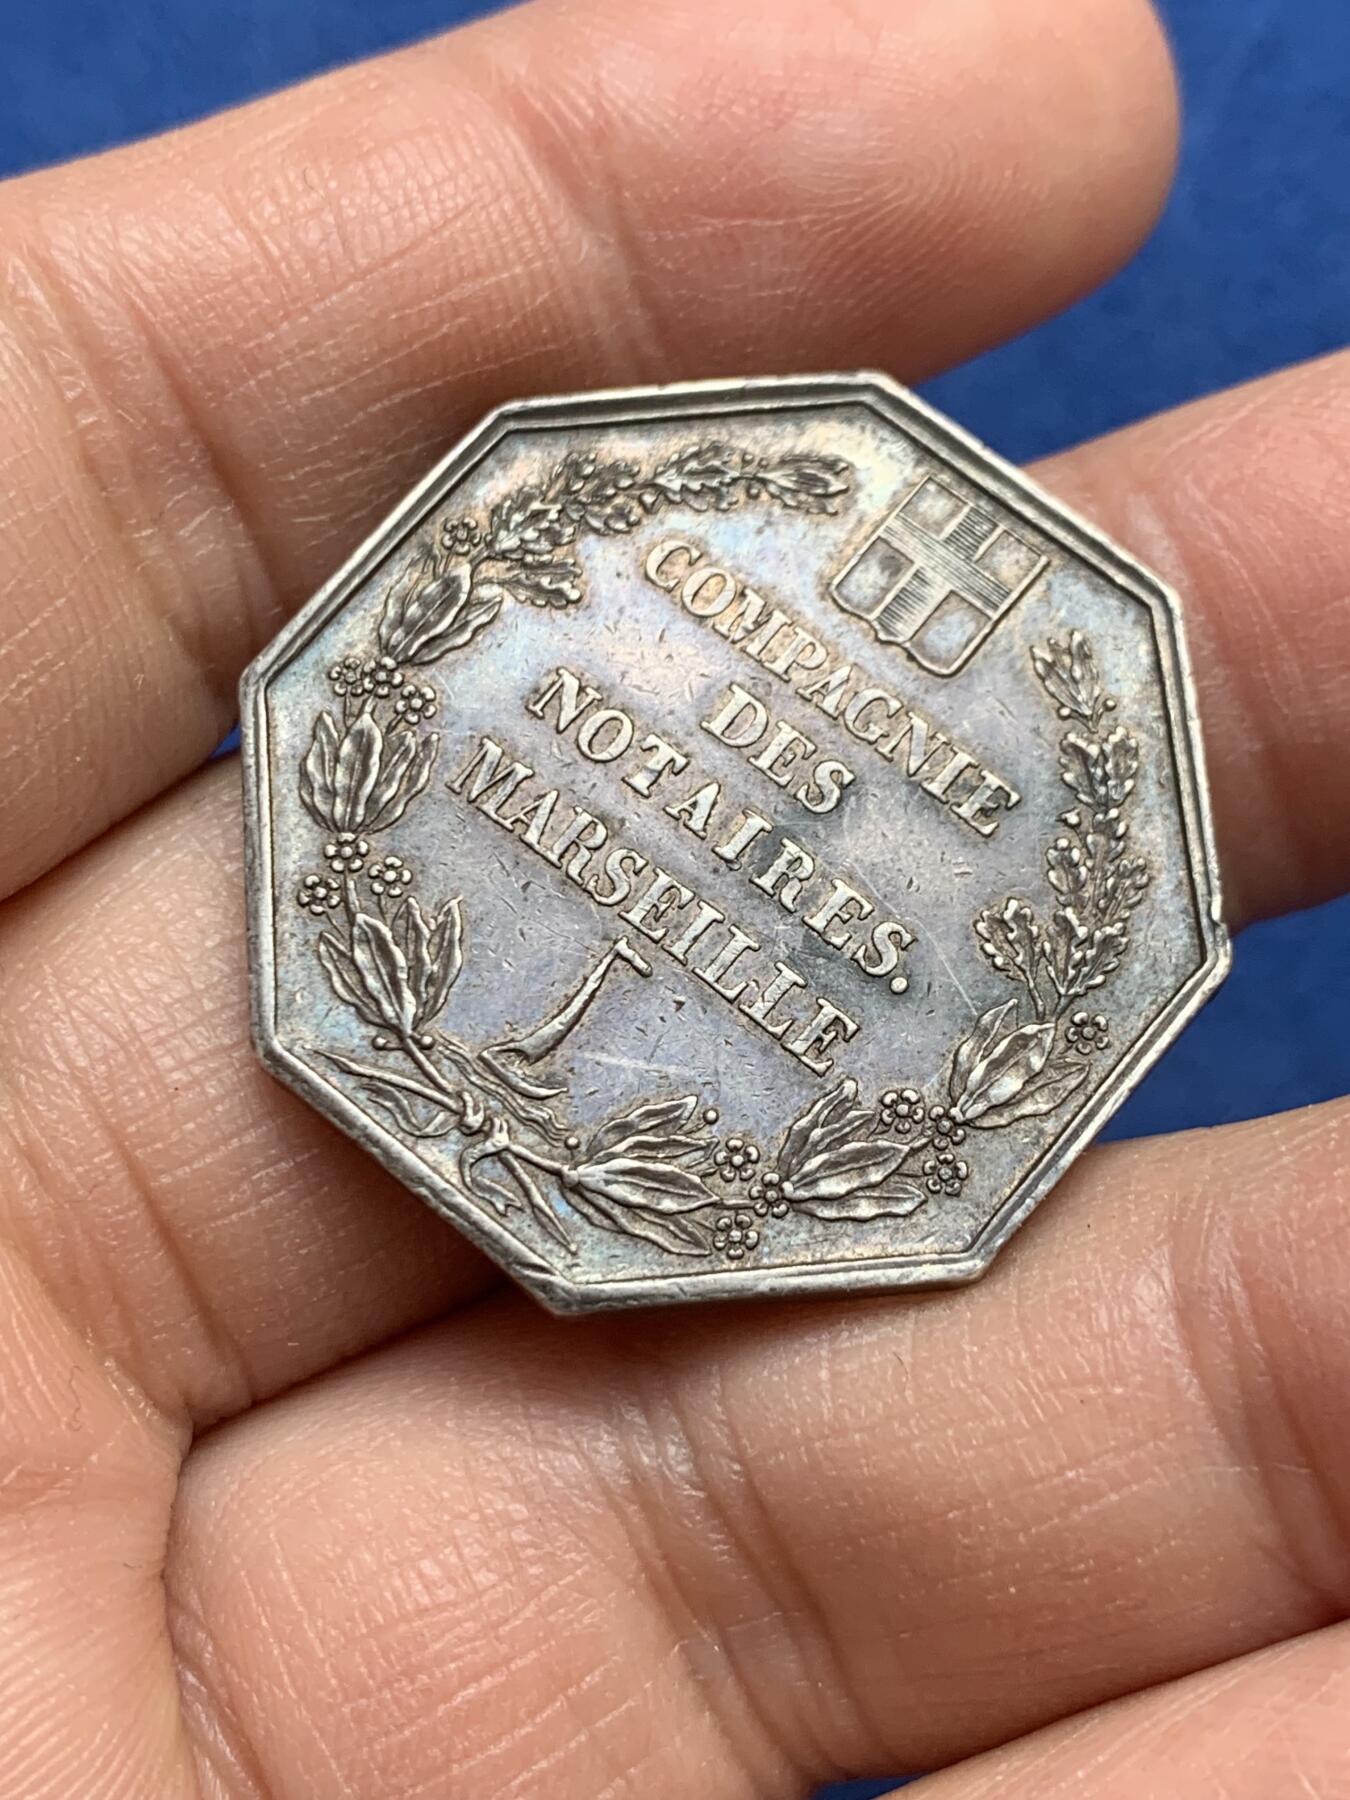 COMPAGNIE
DES
NOTAIRES.
MARSEILLE